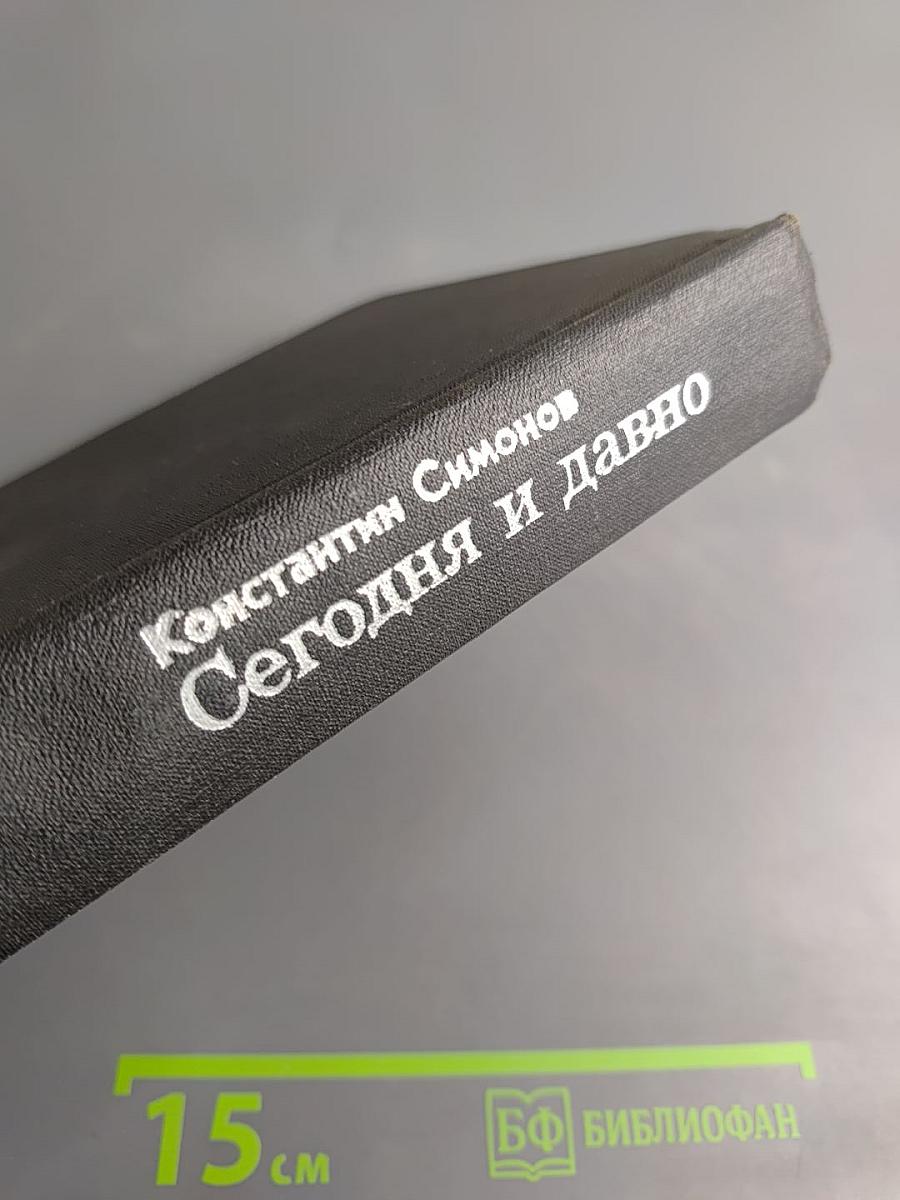 Константин Симонов
Сегодня и давно
15 см
БФ БИБЛИОФАН